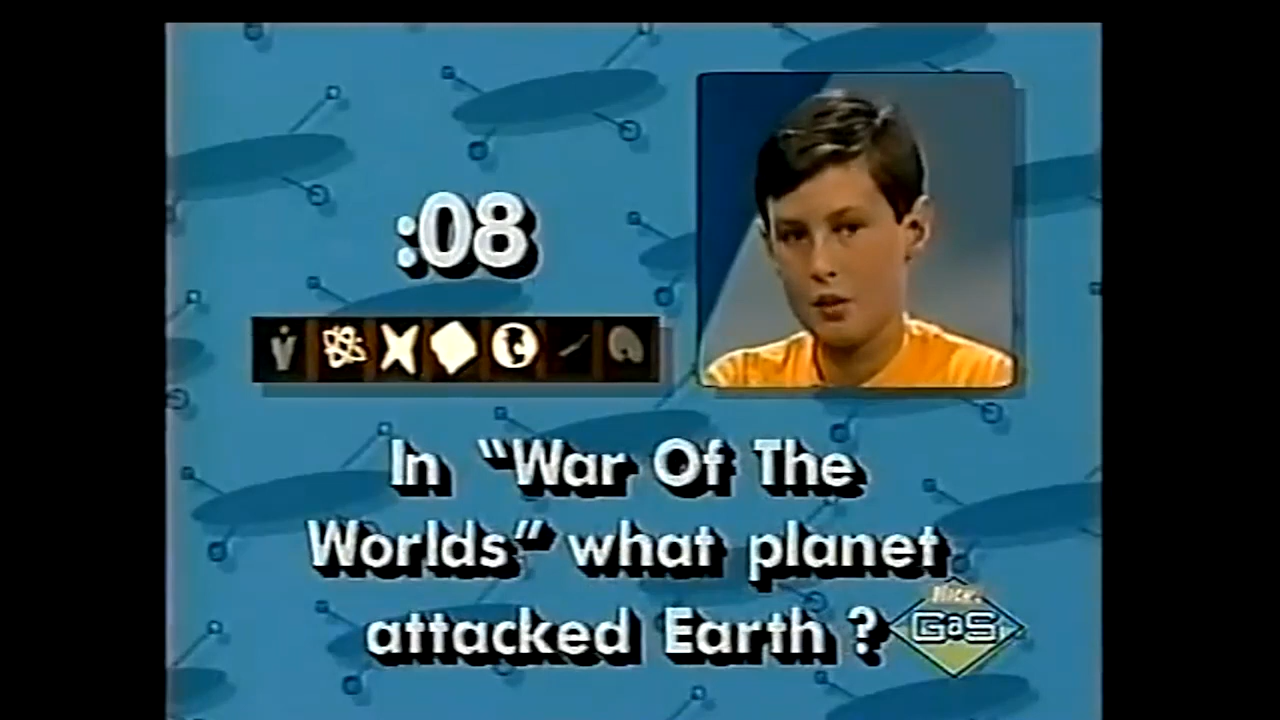 :08
In “War Of The
Worlds” what planet
attacked Earth ?
Nick
GaS